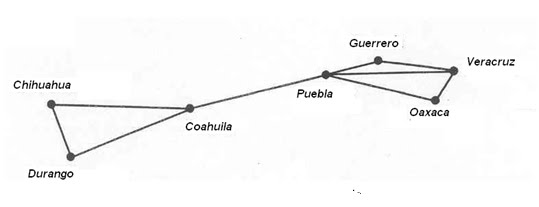 Guerrero
Veracruz
Chihuahua
Puebla
Oaxaca
Coahuila
Durango